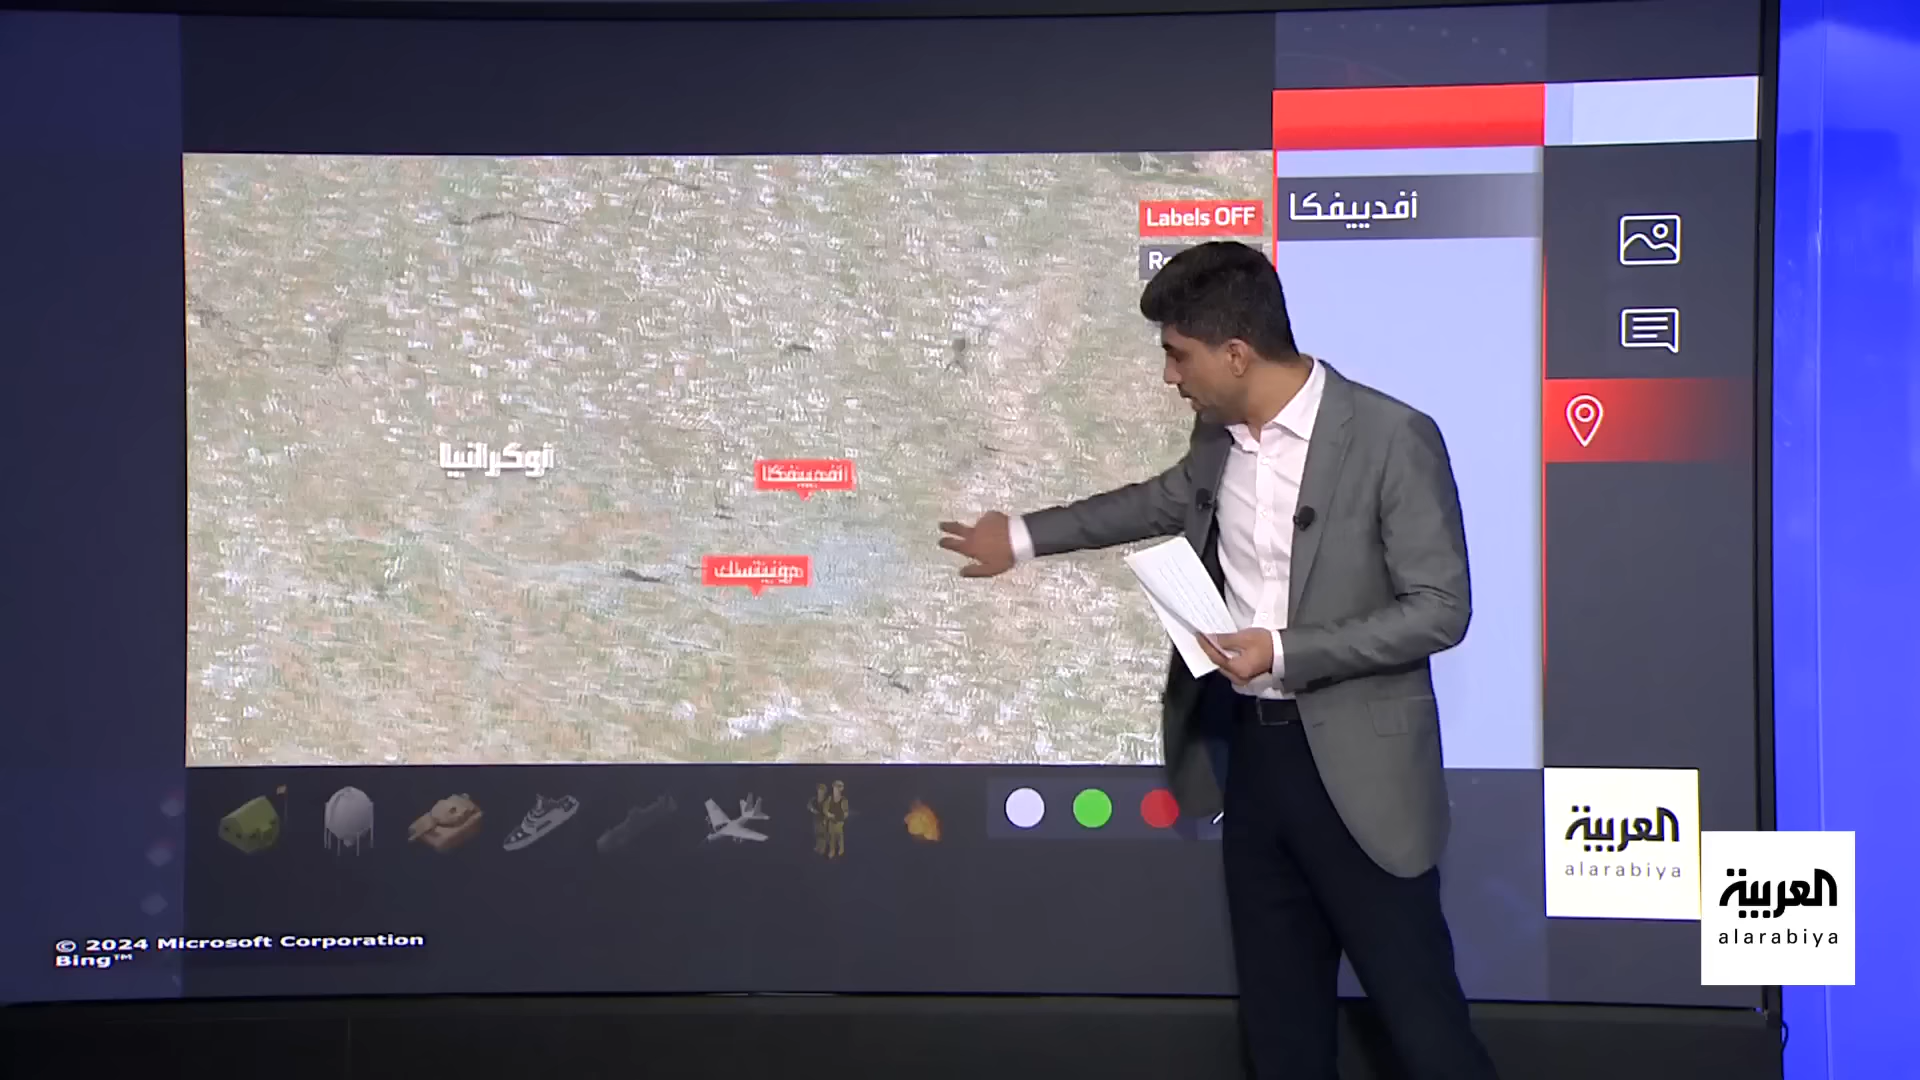 Labels OFF
أفدييفكا
أوكرانيا
أفدييفكا
دونيتسك
العربية
alarabiya
العربية
alarabiya
© 2024 Microsoft Corporation
Bing™